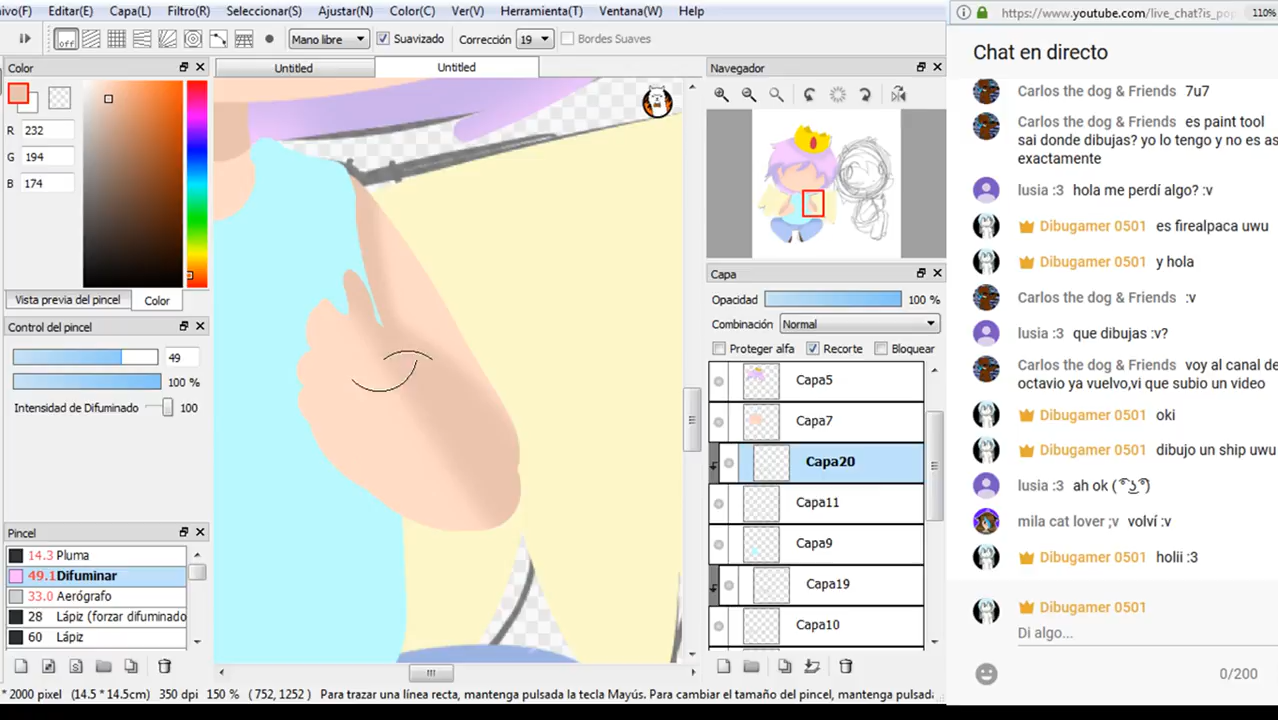 ivo(F) Editar(E) Capa(L) Filtro(R) Seleccionar(S) Ajustar(N) Color(C) Ver(V) Herramienta(T) Ventana(W) Help
off Mano libre Suavizado Corrección 19 Bordes Suaves
Color
R 232
G 194
B 174
Vista previa del pincel Color
Control del pincel
49
100 %
Intensidad de Difuminado 100
Pincel
14.3 Pluma
49.1 Difuminar
33.0 Aerógrafo
28 Lápiz (forzar difuminado
60 Lápiz
Untitled Untitled
Navegador
Capa
Opacidad 100 %
Combinación Normal
Proteger alfa Recorte Bloquear
Capa5
Capa7
Capa20
Capa11
Capa9
Capa19
Capa10
* 2000 pixel (14.5 * 14.5cm) 350 dpi 150 % (752, 1252) Para trazar una línea recta, mantenga pulsada la tecla Mayús. Para cambiar el tamaño del pincel, mantenga pulsada
https://www.youtube.com/live_chat?is_pop 110%
Chat en directo
Carlos the dog & Friends 7u7
Carlos the dog & Friends es paint tool
sai donde dibujas? yo lo tengo y no es as
exactamente
lusia :3 hola me perdí algo? :v
Dibugamer 0501 es firealpaca uwu
Dibugamer 0501 y hola
Carlos the dog & Friends :v
lusia :3 que dibujas :v?
Carlos the dog & Friends voy al canal de
octavio ya vuelvo,vi que subio un video
Dibugamer 0501 oki
Dibugamer 0501 dibujo un ship uwu
lusia :3 ah ok ( ͡° ͜ʖ ͡°)
mila cat lover ;v volví :v
Dibugamer 0501 holii :3
Dibugamer 0501
Di algo...
0/200